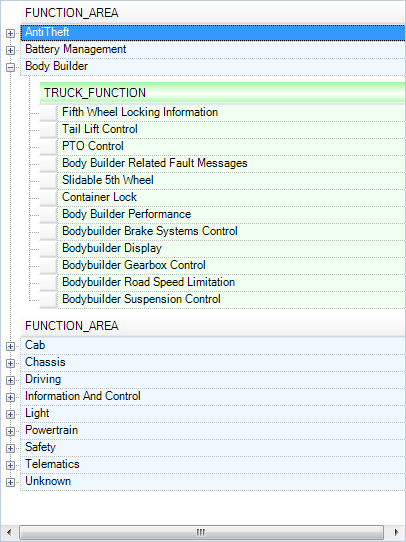 FUNCTION_AREA
AntiTheft
Battery Management
Body Builder
TRUCK_FUNCTION
Fifth Wheel Locking Information
Tail Lift Control
PTO Control
Body Builder Related Fault Messages
Slidable 5th Wheel
Container Lock
Body Builder Performance
Bodybuilder Brake Systems Control
Bodybuilder Display
Bodybuilder Gearbox Control
Bodybuilder Road Speed Limitation
Bodybuilder Suspension Control
FUNCTION_AREA
Cab
Chassis
Driving
Information And Control
Light
Powertrain
Safety
Telematics
Unknown